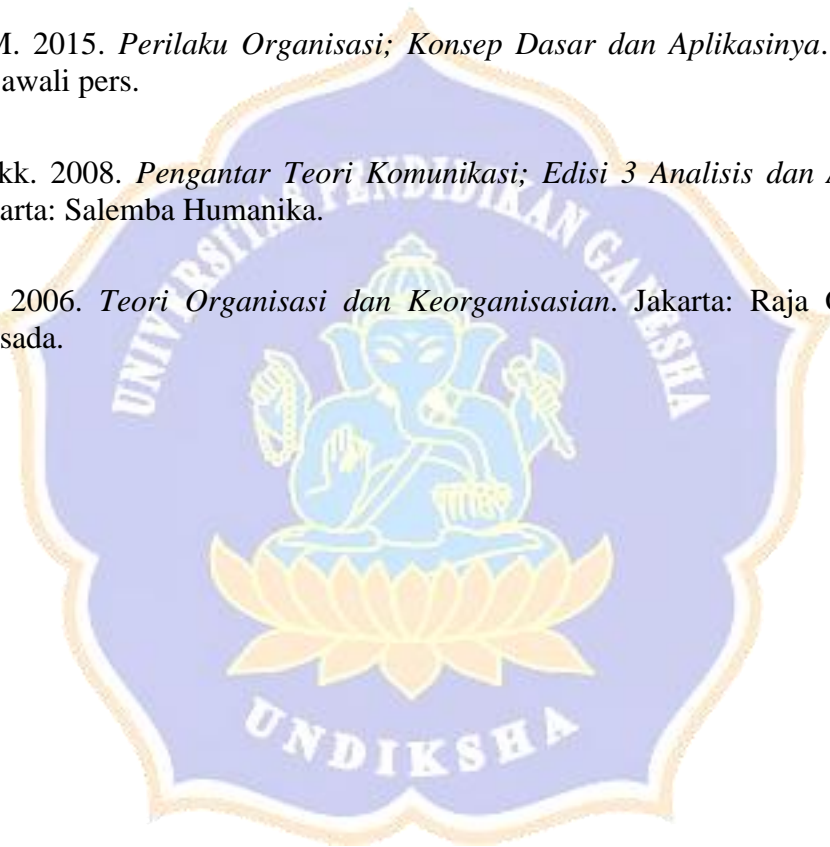 M. 2015. Perilaku Organisasi; Konsep Dasar dan Aplikasinya.
awali pers.
kk. 2008. Pengantar Teori Komunikasi; Edisi 3 Analisis dan A
arta: Salemba Humanika.
2006. Teori Organisasi dan Keorganisasian. Jakarta: Raja G
sada.
UNIVERSITAS PENDIDIKAN GANESHA
UNDIKSHA